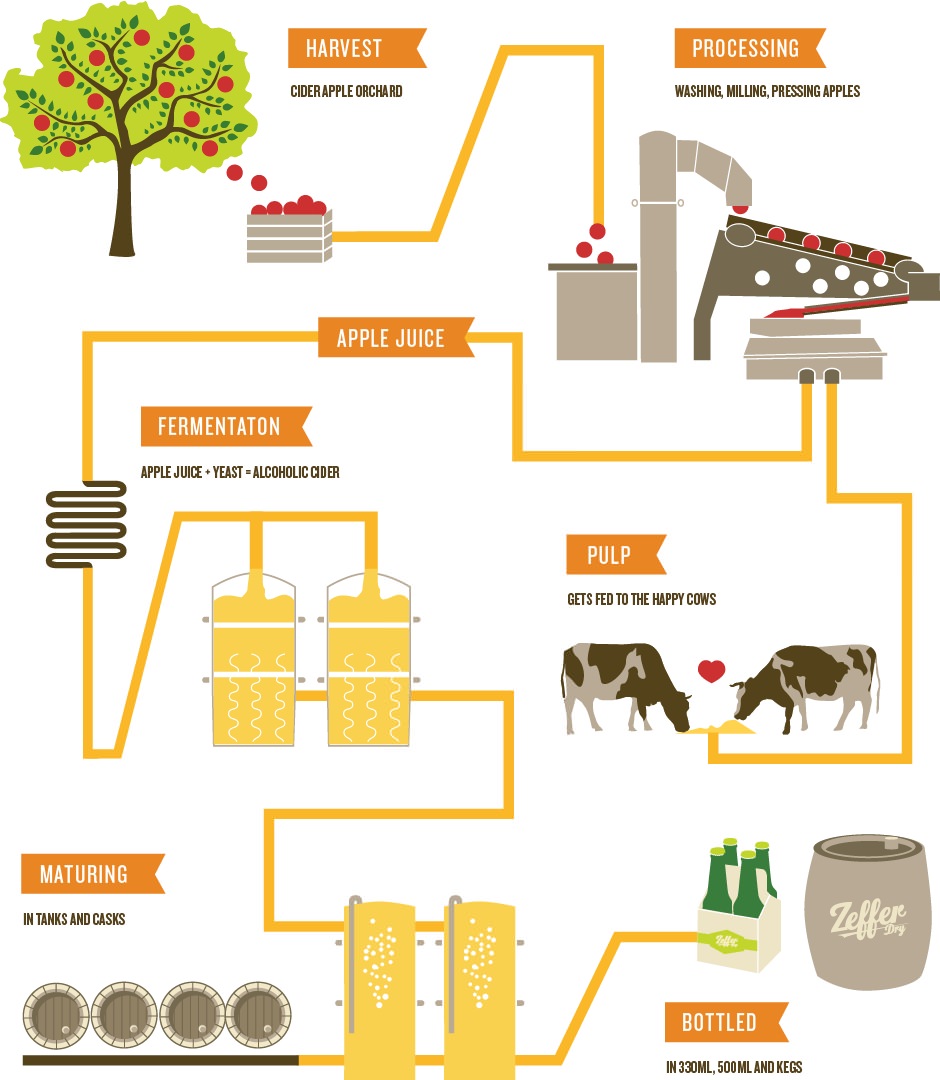 HARVEST
CIDER APPLE ORCHARD
PROCESSING
WASHING, MILLING, PRESSING APPLES
APPLE JUICE
FERMENTATON
APPLE JUICE + YEAST = ALCOHOLIC CIDER
PULP
GETS FED TO THE HAPPY COWS
MATURING
IN TANKS AND CASKS
Zeffer
Zeffer
Dry
BOTTLED
IN 330ML, 500ML AND KEGS